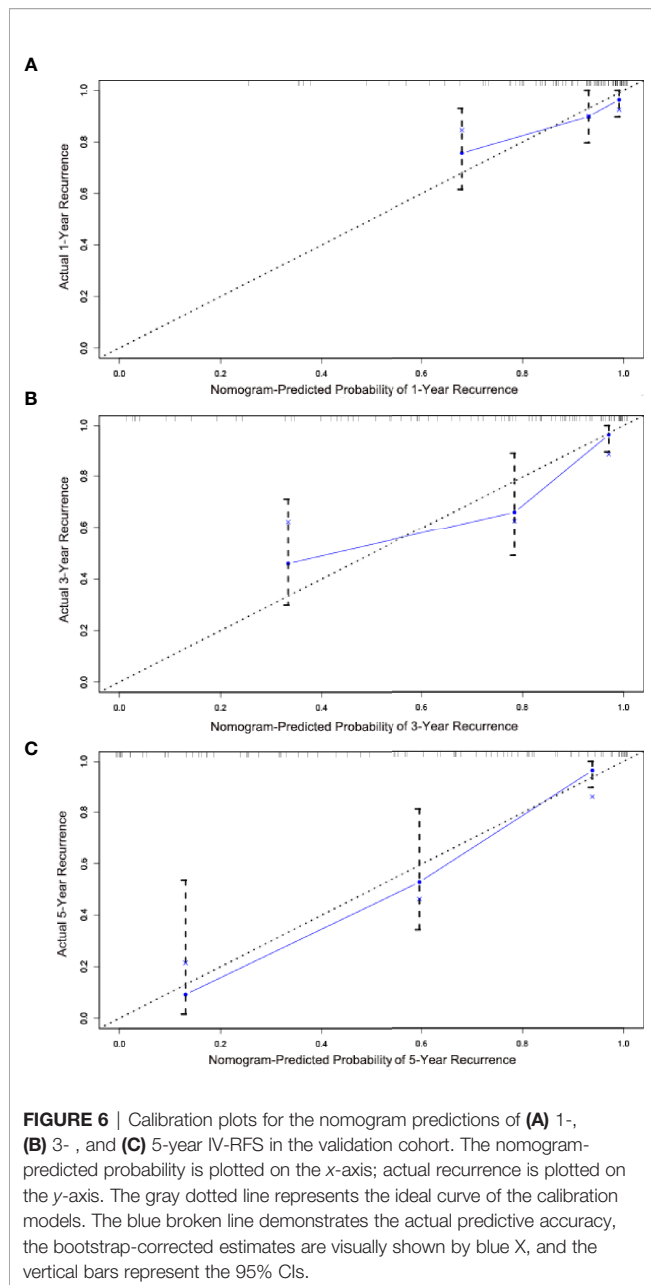 A
Actual 1-Year Recurrence
1.0
0.8
0.6
0.4
0.2
0.0
0.0 0.2 0.4 0.6 0.8 1.0
Nomogram-Predicted Probability of 1-Year Recurrence
B
Actual 3-Year Recurrence
1.0
0.8
0.6
0.4
0.2
0.0
0.0 0.2 0.4 0.6 0.8 1.0
Nomogram-Predicted Probability of 3-Year Recurrence
C
Actual 5-Year Recurrence
1.0
0.8
0.6
0.4
0.2
0.0
0.0 0.2 0.4 0.6 0.8 1.0
Nomogram-Predicted Probability of 5-Year Recurrence
FIGURE 6 | Calibration plots for the nomogram predictions of (A) 1-,
(B) 3- , and (C) 5-year IV-RFS in the validation cohort. The nomogram-
predicted probability is plotted on the x-axis; actual recurrence is plotted on
the y-axis. The gray dotted line represents the ideal curve of the calibration
models. The blue broken line demonstrates the actual predictive accuracy,
the bootstrap-corrected estimates are visually shown by blue X, and the
vertical bars represent the 95% CIs.